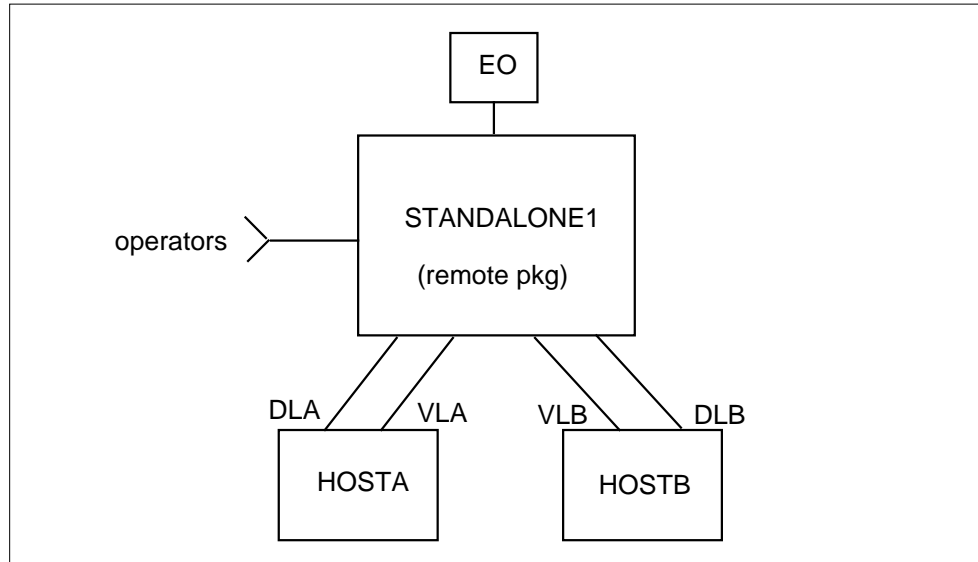 EO
STANDALONE1
operators
(remote pkg)
DLA
VLA
VLB
DLB
HOSTA
HOSTB